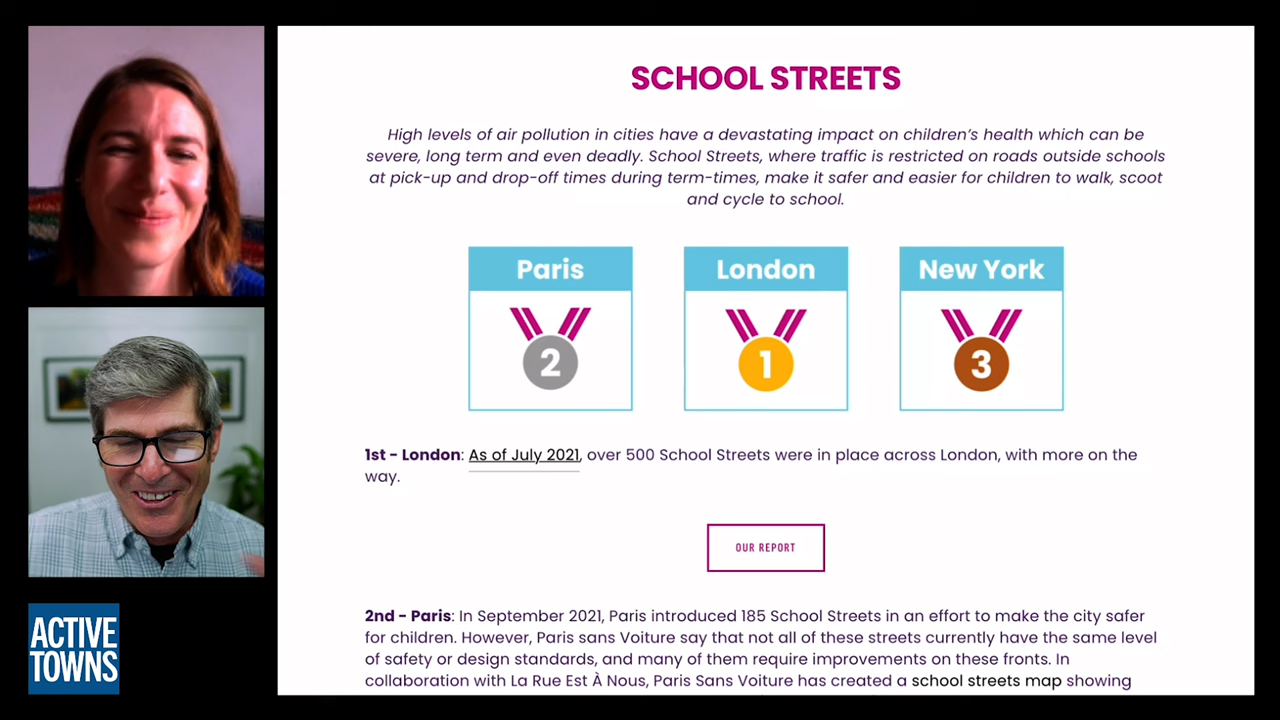 SCHOOL STREETS
High levels of air pollution in cities have a devastating impact on children’s health which can be
severe, long term and even deadly. School Streets, where traffic is restricted on roads outside schools
at pick-up and drop-off times during term-times, make it safer and easier for children to walk, scoot
and cycle to school.
Paris
London
New York
2
1
3
1st - London: As of July 2021, over 500 School Streets were in place across London, with more on the
way.
OUR REPORT
2nd - Paris: In September 2021, Paris introduced 185 School Streets in an effort to make the city safer
for children. However, Paris sans Voiture say that not all of these streets currently have the same level
of safety or design standards, and many of them require improvements on these fronts. In
collaboration with La Rue Est À Nous, Paris Sans Voiture has created a school streets map showing
ACTIVE
TOWNS